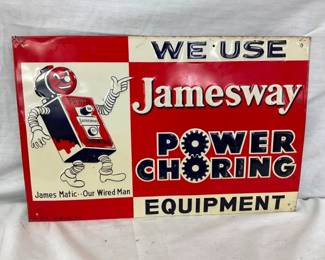 WE USE
Jamesway
POWER
CHORING
EQUIPMENT
James Matic--Our Wired Man